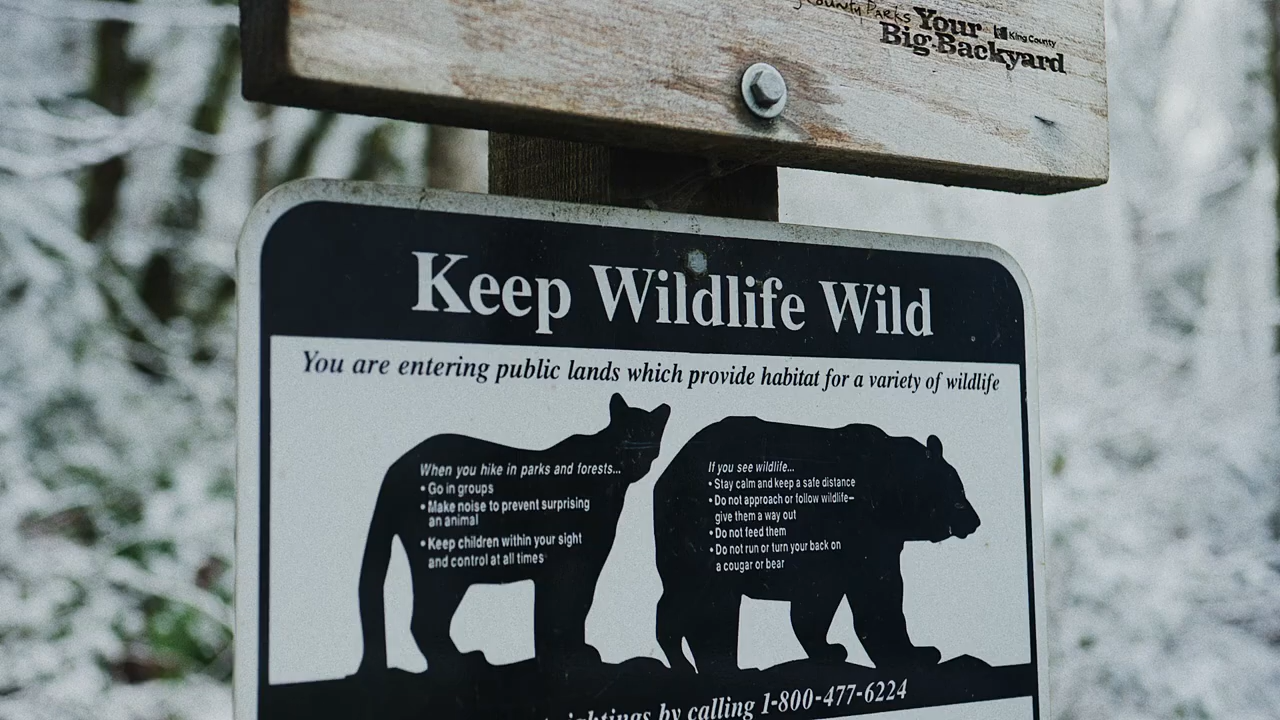 County Parks
Your
Big Backyard
King County
Keep Wildlife Wild
You are entering public lands which provide habitat for a variety of wildlife
When you hike in parks and forests...
• Go in groups
• Make noise to prevent surprising
an animal
• Keep children within your sight
and control at all times
If you see wildlife...
• Stay calm and keep a safe distance
• Do not approach or follow wildlife–
give them a way out
• Do not feed them
• Do not run or turn your back on
a cougar or bear
by calling 1-800-477-6224